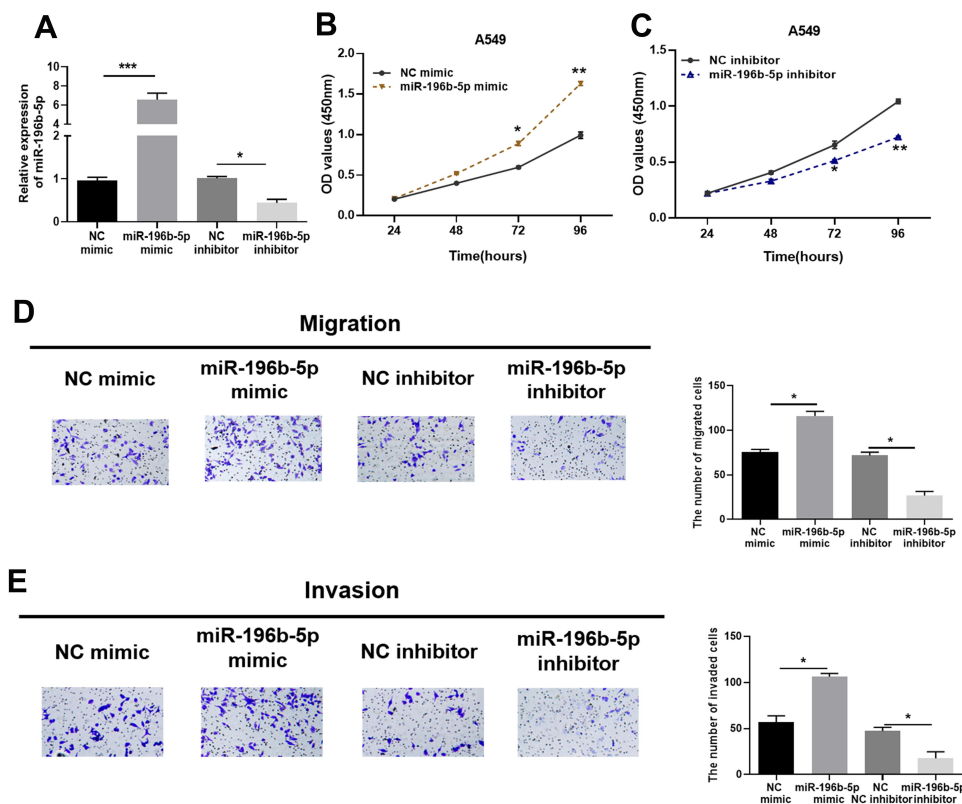 A
Relative expression
of miR-196b-5p
10
8
6
4
2
1
0
***
*
NC
mimic
miR-196b-5p
mimic
NC
inhibitor
miR-196b-5p
inhibitor
B
A549
OD values (450nm)
2.0
1.5
1.0
0.5
0.0
NC mimic
miR-196b-5p mimic
*
**
24
48
72
96
Time(hours)
C
A549
OD values (450nm)
1.5
1.0
0.5
0.0
NC inhibitor
miR-196b-5p inhibitor
*
**
24
48
72
96
Time(hours)
D
Migration
NC mimic
miR-196b-5p
mimic
NC inhibitor
miR-196b-5p
inhibitor
The number of migrated cells
150
100
50
0
*
*
NC
mimic
miR-196b-5p
mimic
NC
inhibitor
miR-196b-5p
inhibitor
E
Invasion
NC mimic
miR-196b-5p
mimic
NC inhibitor
miR-196b-5p
inhibitor
The number of invaded cells
150
100
50
0
*
*
NC
mimic
miR-196b-5p
mimic
NC
NC inhibitor
miR-196b-5p
inhibitor